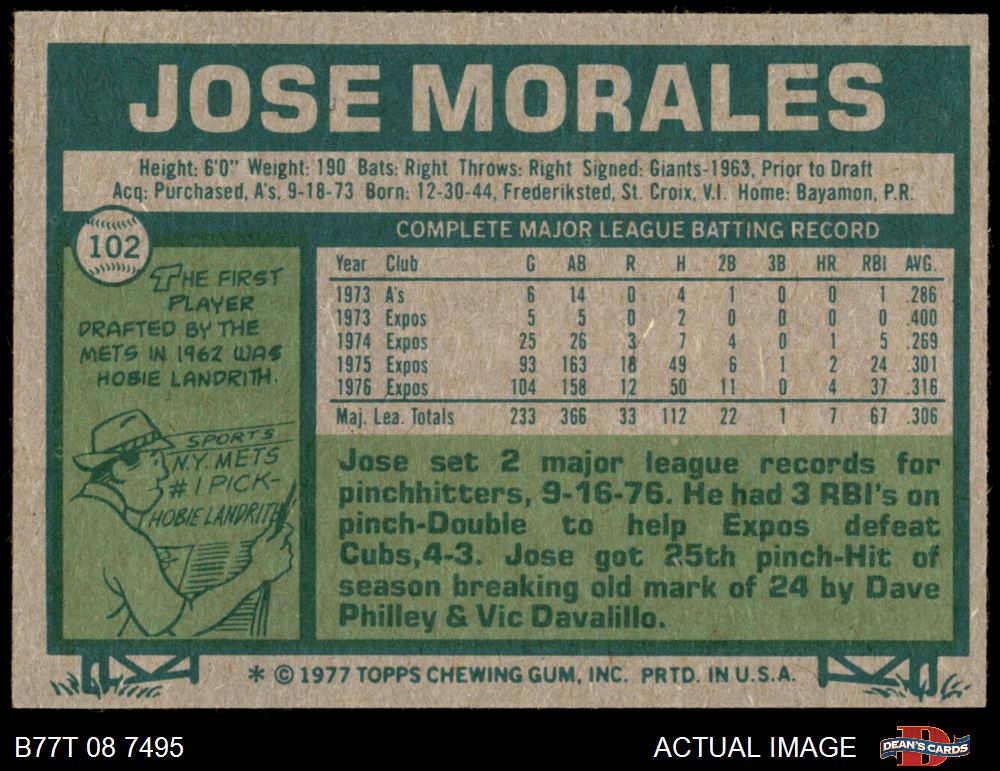 JOSE MORALES
Height: 6'0" Weight: 190 Bats: Right Throws: Right Signed: Giants-1963, Prior to Draft
Acq: Purchased, A's, 9-18-73 Born: 12-30-44, Frederiksted, St. Croix, V.I. Home: Bayamon, P.R.
102
THE FIRST
PLAYER
DRAFTED BY THE
METS IN 1962 WAS
HOBIE LANDRITH.
SPORTS
N.Y. METS
#1 PICK-
HOBIE LANDRITH
COMPLETE MAJOR LEAGUE BATTING RECORD
Year Club G AB R H 2B 3B HR RBI AVG.
1973 A's 6 14 0 4 1 0 0 1 .286
1973 Expos 5 5 0 2 0 0 0 0 .400
1974 Expos 25 26 3 7 4 0 1 5 .269
1975 Expos 93 163 18 49 6 1 2 24 .301
1976 Expos 104 158 12 50 11 0 4 37 .316
Maj. Lea. Totals 233 366 33 112 22 1 7 67 .306
Jose set 2 major league records for
pinchhitters, 9-16-76. He had 3 RBI's on
pinch-Double to help Expos defeat
Cubs,4-3. Jose got 25th pinch-Hit of
season breaking old mark of 24 by Dave
Philley & Vic Davalillo.
* © 1977 TOPPS CHEWING GUM, INC. PRTD. IN U.S.A.
B77T 08 7495
ACTUAL IMAGE
DEAN'S CARDS